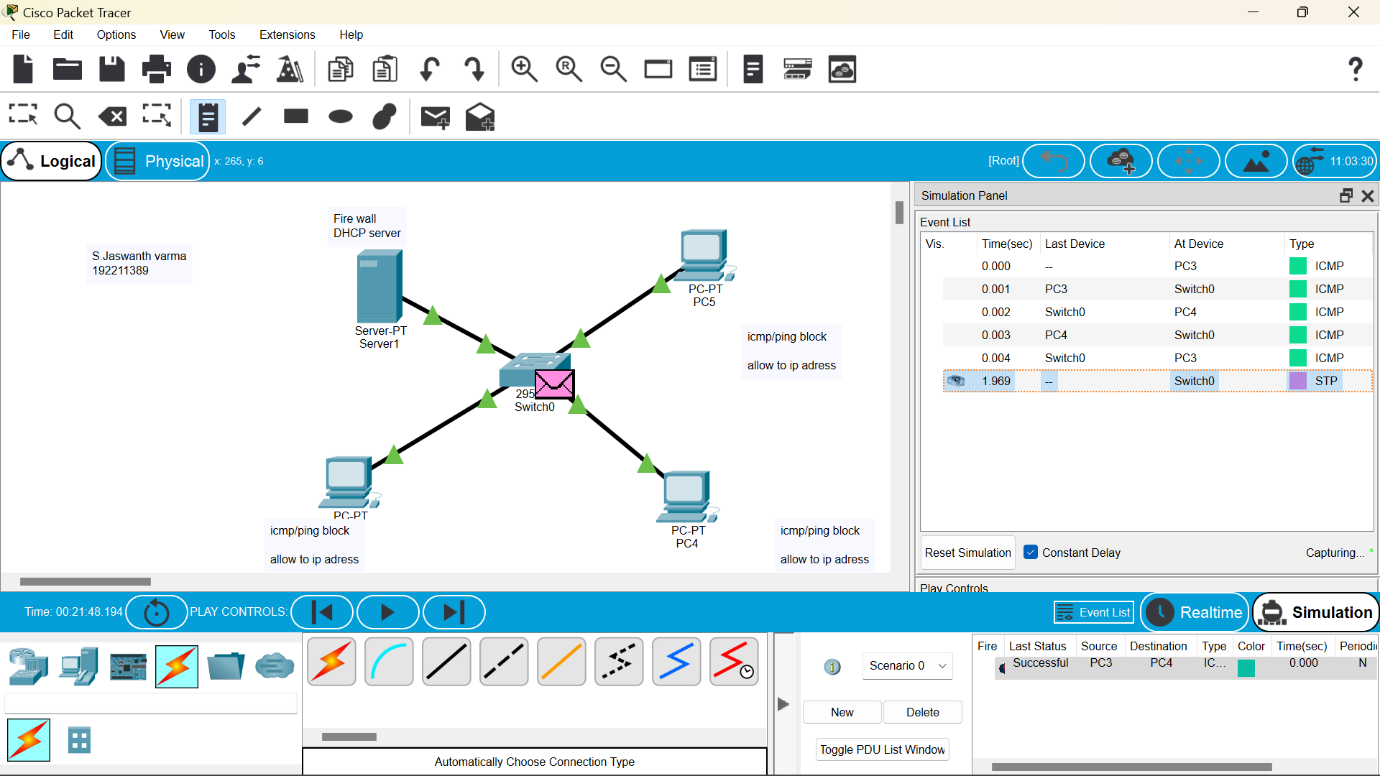 Cisco Packet Tracer
File Edit Options View Tools Extensions Help
Logical Physical x: 265, y: 6 [Root] 11:03:30
S.Jaswanth varma
192211389
Fire wall
DHCP server
Server-PT
Server1
PC-PT
PC5
icmp/ping block
allow to ip adress
295
Switch0
PC-PT
icmp/ping block
allow to ip adress
PC-PT
PC4
icmp/ping block
allow to ip adress
Simulation Panel
Event List
Vis. Time(sec) Last Device At Device Type
0.000 -- PC3 ICMP
0.001 PC3 Switch0 ICMP
0.002 Switch0 PC4 ICMP
0.003 PC4 Switch0 ICMP
0.004 Switch0 PC3 ICMP
1.969 -- Switch0 STP
Reset Simulation Constant Delay Capturing... *
Play Controls
Time: 00:21:48.194 PLAY CONTROLS: Event List Realtime Simulation
Automatically Choose Connection Type
Scenario 0
New Delete
Toggle PDU List Window
Fire Last Status Source Destination Type Color Time(sec) Periodi
Successful PC3 PC4 IC... 0.000 N